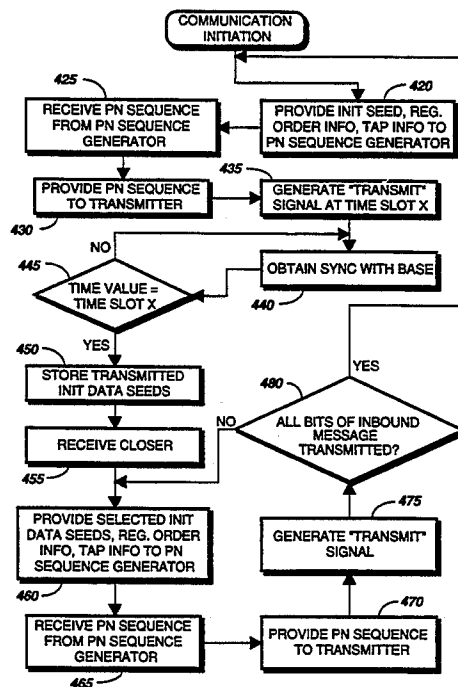 COMMUNICATION
INITIATION
425
RECEIVE PN SEQUENCE
FROM PN SEQUENCE
GENERATOR
420
PROVIDE INIT SEED, REG.
ORDER INFO, TAP INFO TO
PN SEQUENCE GENERATOR
430
PROVIDE PN SEQUENCE
TO TRANSMITTER
435
GENERATE "TRANSMIT"
SIGNAL AT TIME SLOT X
NO
445
TIME VALUE =
TIME SLOT X
OBTAIN SYNC WITH BASE
440
YES
450
STORE TRANSMITTED
INIT DATA SEEDS
RECEIVE CLOSER
455
YES
480
NO
ALL BITS OF INBOUND
MESSAGE
TRANSMITTED?
PROVIDE SELECTED INIT
DATA SEEDS, REG. ORDER
INFO, TAP INFO TO PN
SEQUENCE GENERATOR
460
475
GENERATE "TRANSMIT"
SIGNAL
RECEIVE PN SEQUENCE
FROM PN SEQUENCE
GENERATOR
465
470
PROVIDE PN SEQUENCE
TO TRANSMITTER